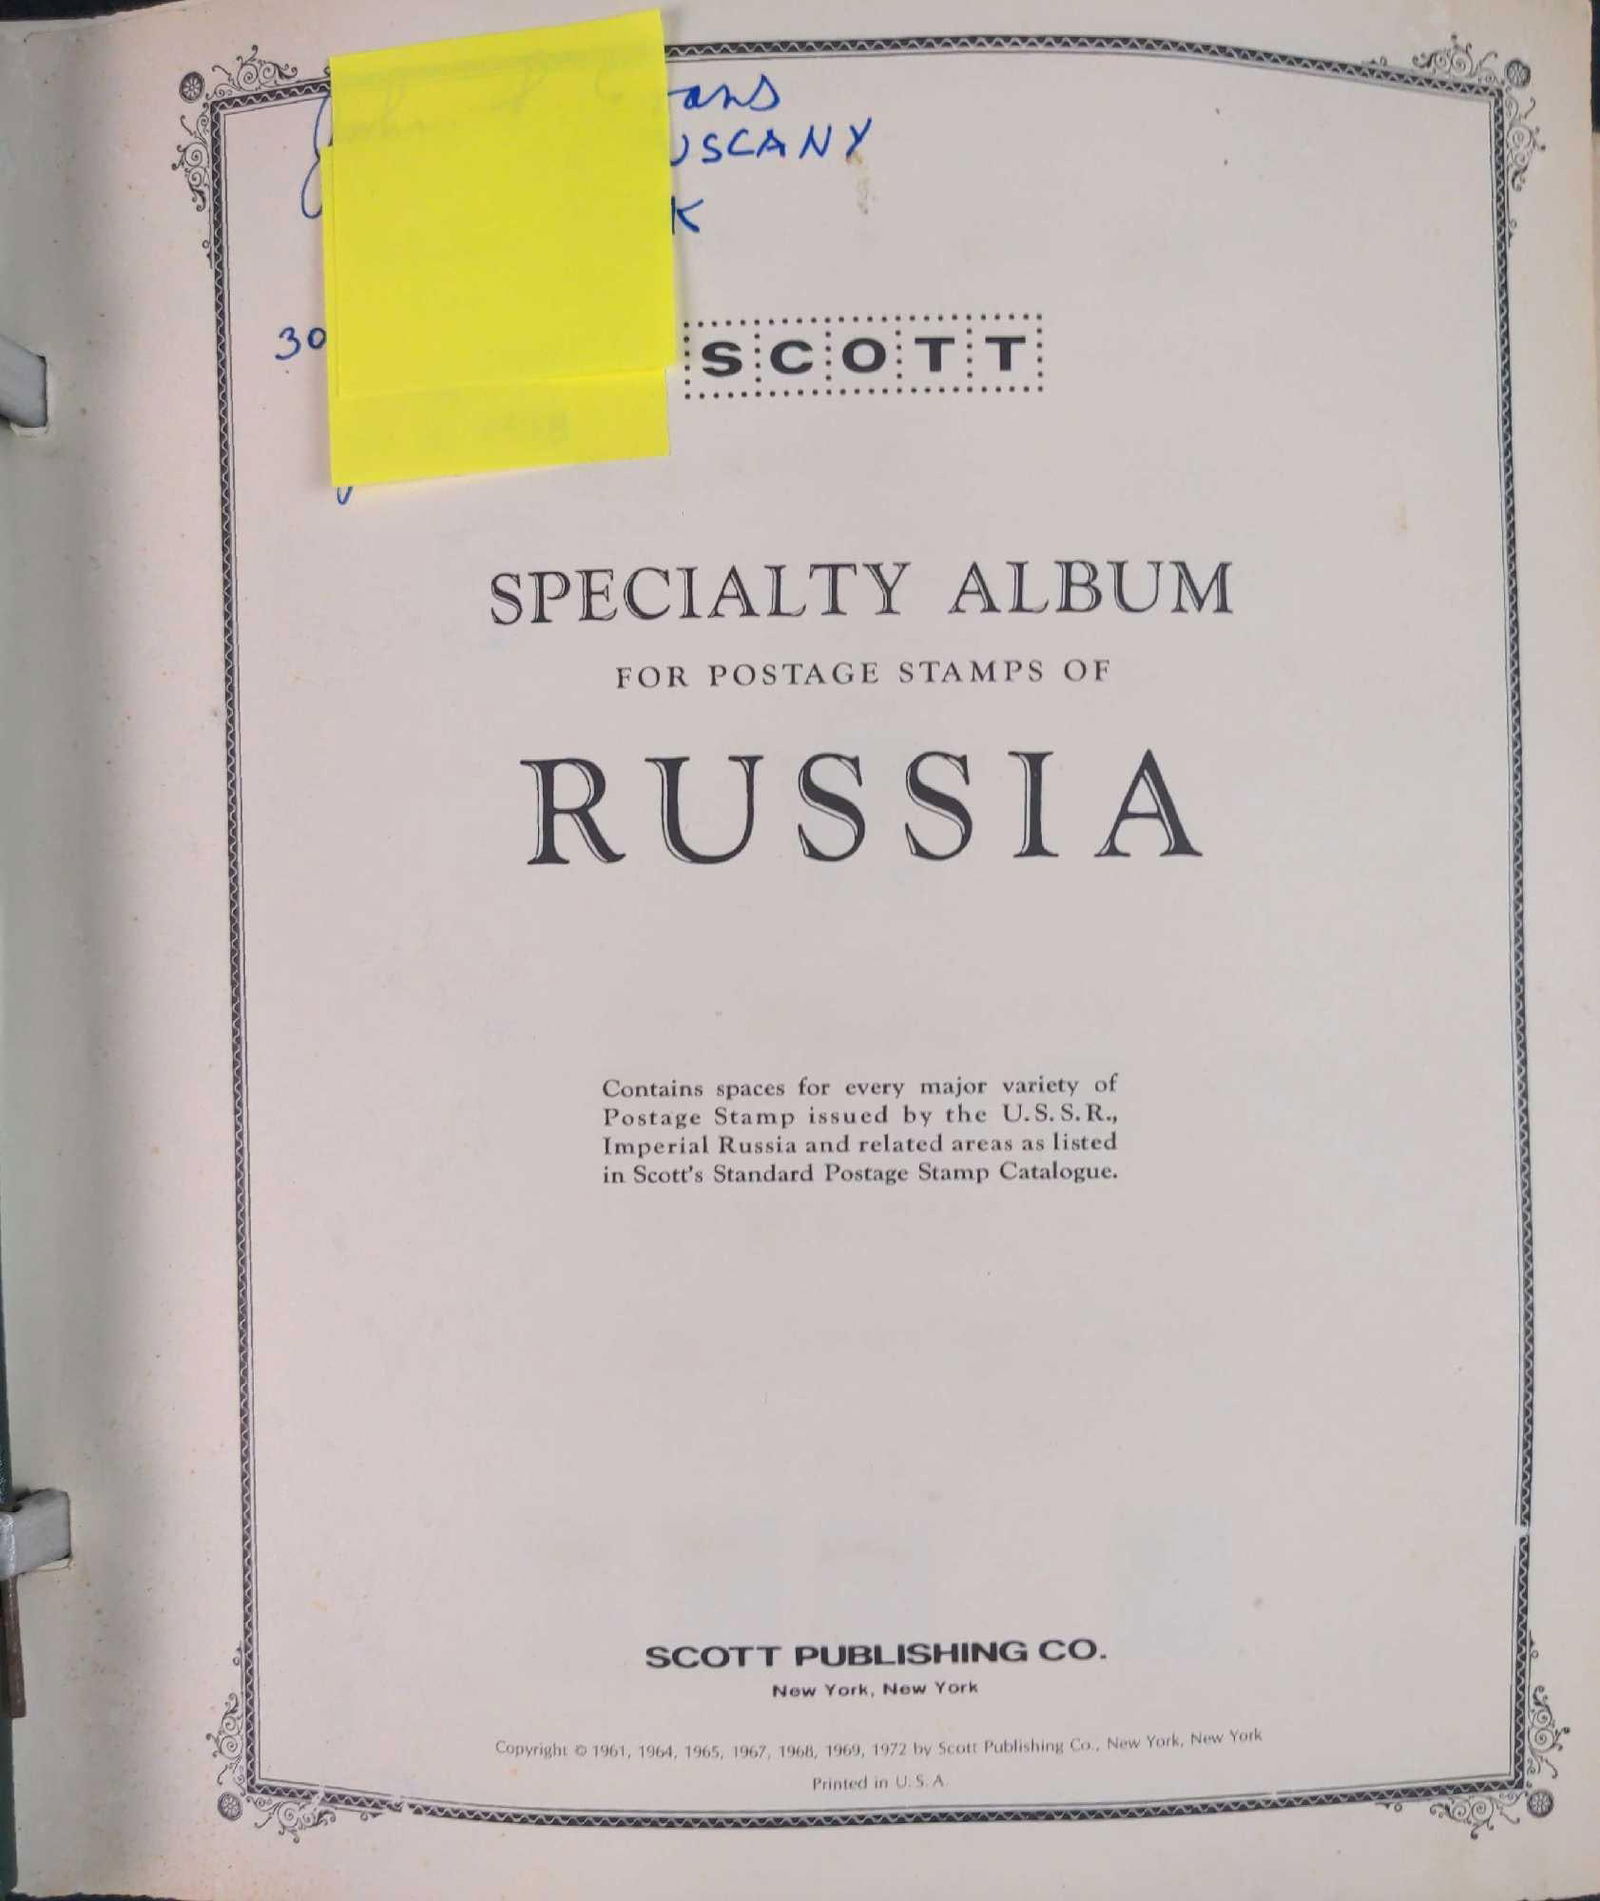 ans
USCANY
K
30
SCOTT
SPECIALTY ALBUM
FOR POSTAGE STAMPS OF
RUSSIA
Contains spaces for every major variety of
Postage Stamp issued by the U.S.S.R.,
Imperial Russia and related areas as listed
in Scott's Standard Postage Stamp Catalogue.
SCOTT PUBLISHING CO.
New York, New York
Copyright © 1961, 1964, 1965, 1967, 1968, 1969, 1972 by Scott Publishing Co., New York, New York
Printed in U.S.A.